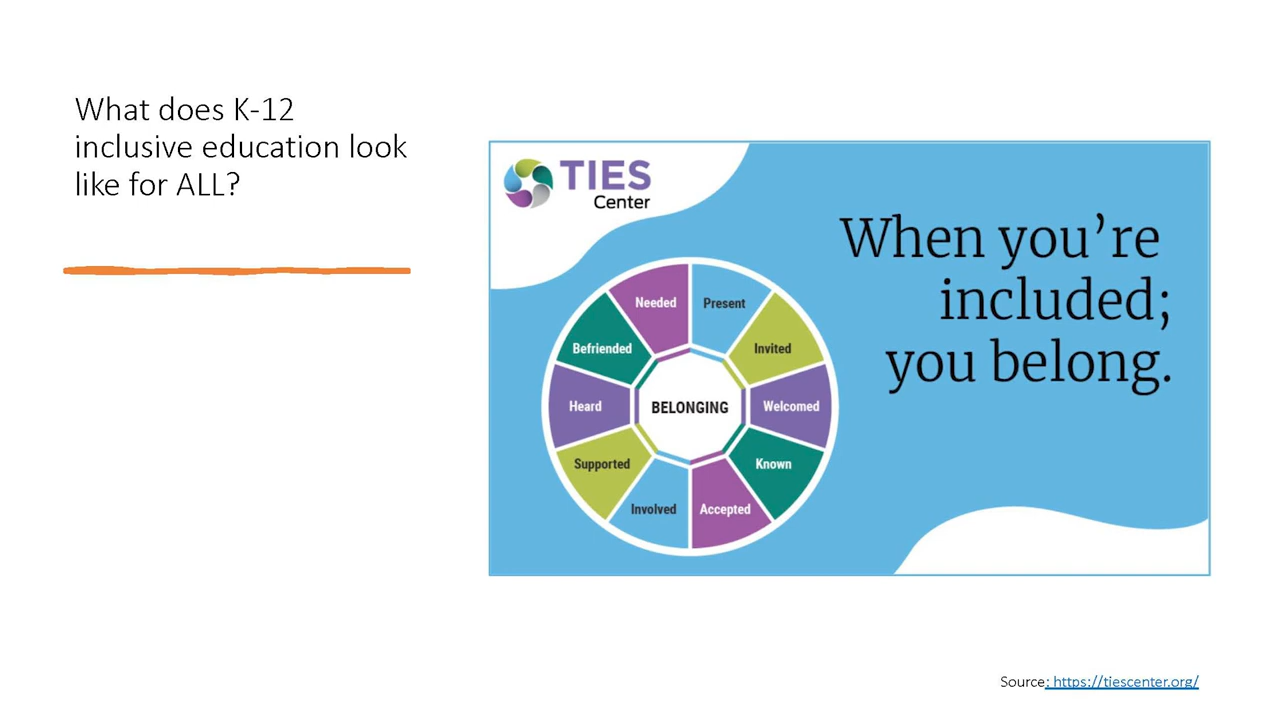 What does K-12
inclusive education look
like for ALL?
TIES
Center
When you’re
included;
you belong.
Needed
Present
Befriended
Invited
Heard
BELONGING
Welcomed
Supported
Known
Involved
Accepted
Source: https://tiescenter.org/